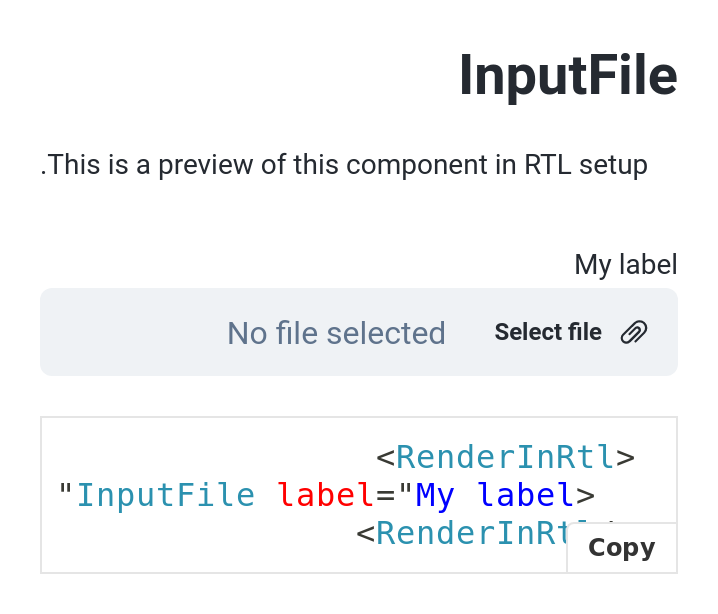 InputFile
.This is a preview of this component in RTL setup
My label
No file selected
Select file
<RenderInRtl>
"InputFile label="My label>
<RenderInRtl
Copy